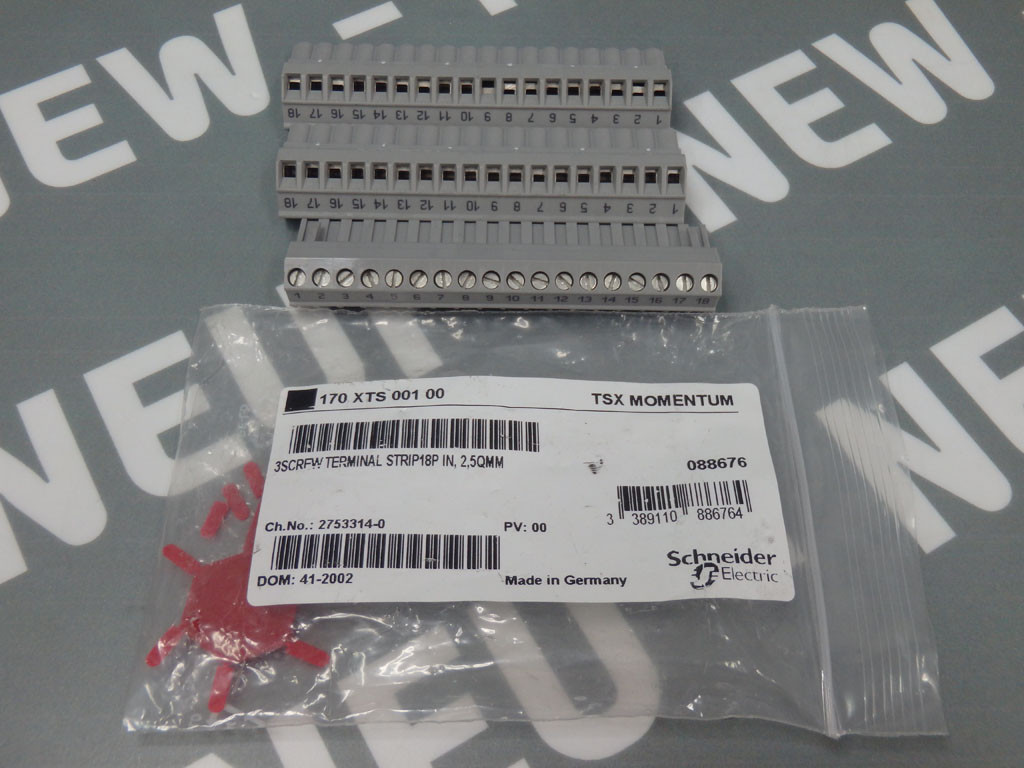 NEW - NEW
NEW
18 17 16 15 14 13 12 11 10 9 8 7 6 5 4 3 2 1
18 17 16 15 14 13 12 11 10 9 8 7 6 5 4 3 2 1
1 2 3 4 5 6 7 8 9 10 11 12 13 14 15 16 17 18
170 XTS 001 00 TSX MOMENTUM
3SCREW TERMINAL STRIP18P IN, 2,5QMM
088676
3 389110 886764
Ch.No.: 2753314-0 PV: 00
Schneider
Electric
DOM: 41-2002 Made in Germany
NEUF
NEUF